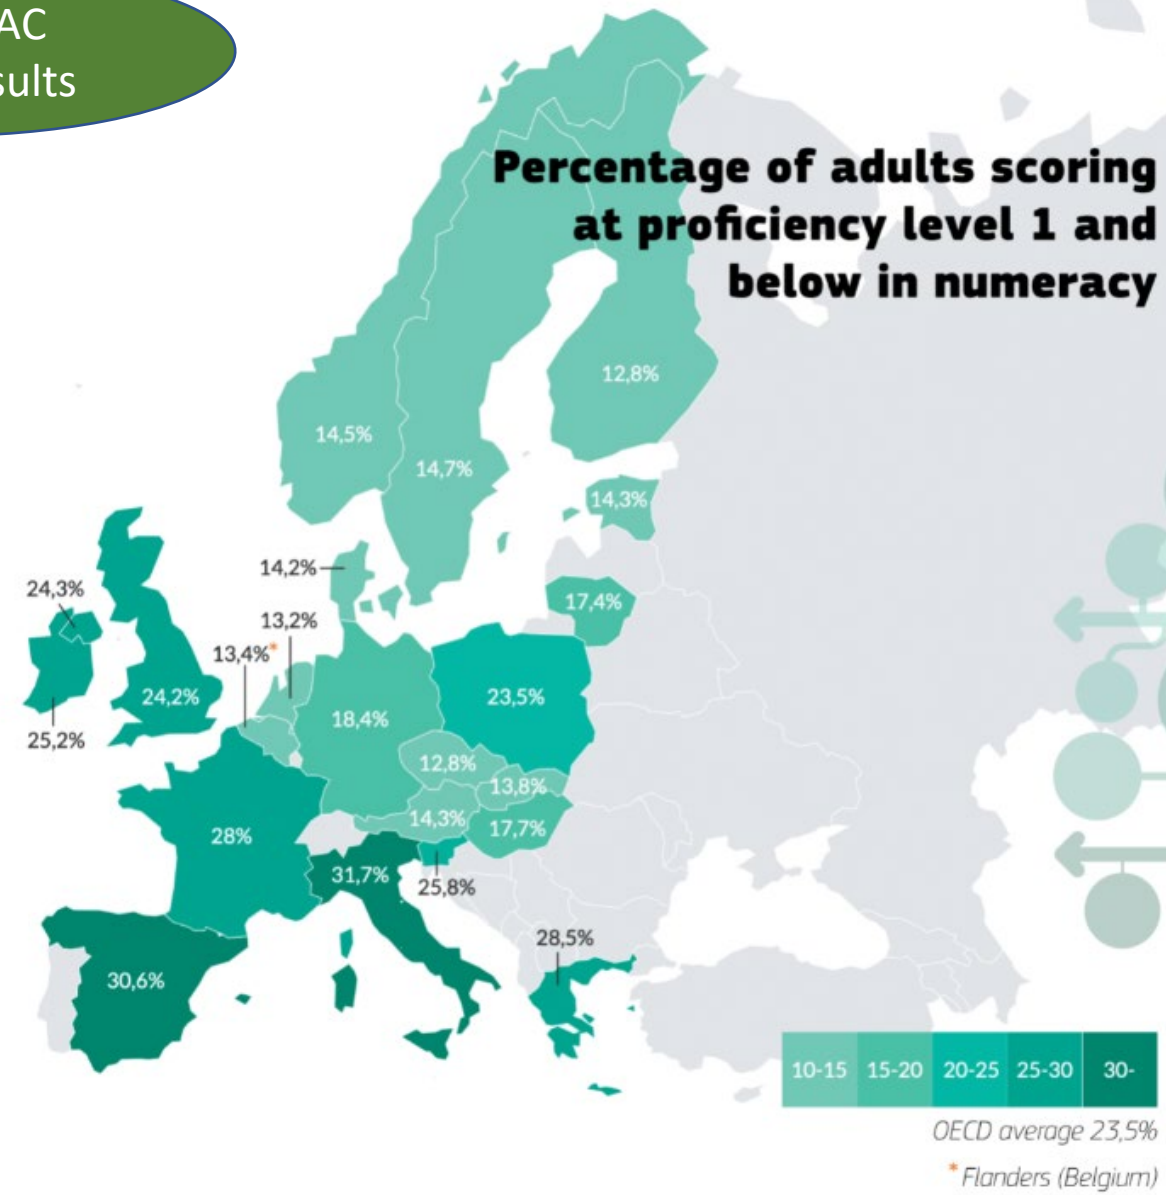 AC
sults
Percentage of adults scoring
at proficiency level 1 and
below in numeracy
12,8%
14,5%
14,7%
14,3%
14,2%
24,3%
17,4%
13,2%
13,4%*
24,2%
23,5%
18,4%
25,2%
12,8%
13,8%
14,3%
17,7%
28%
31,7%
25,8%
28,5%
30,6%
10-15 15-20 20-25 25-30 30-
OECD average 23,5%
* Flanders (Belgium)